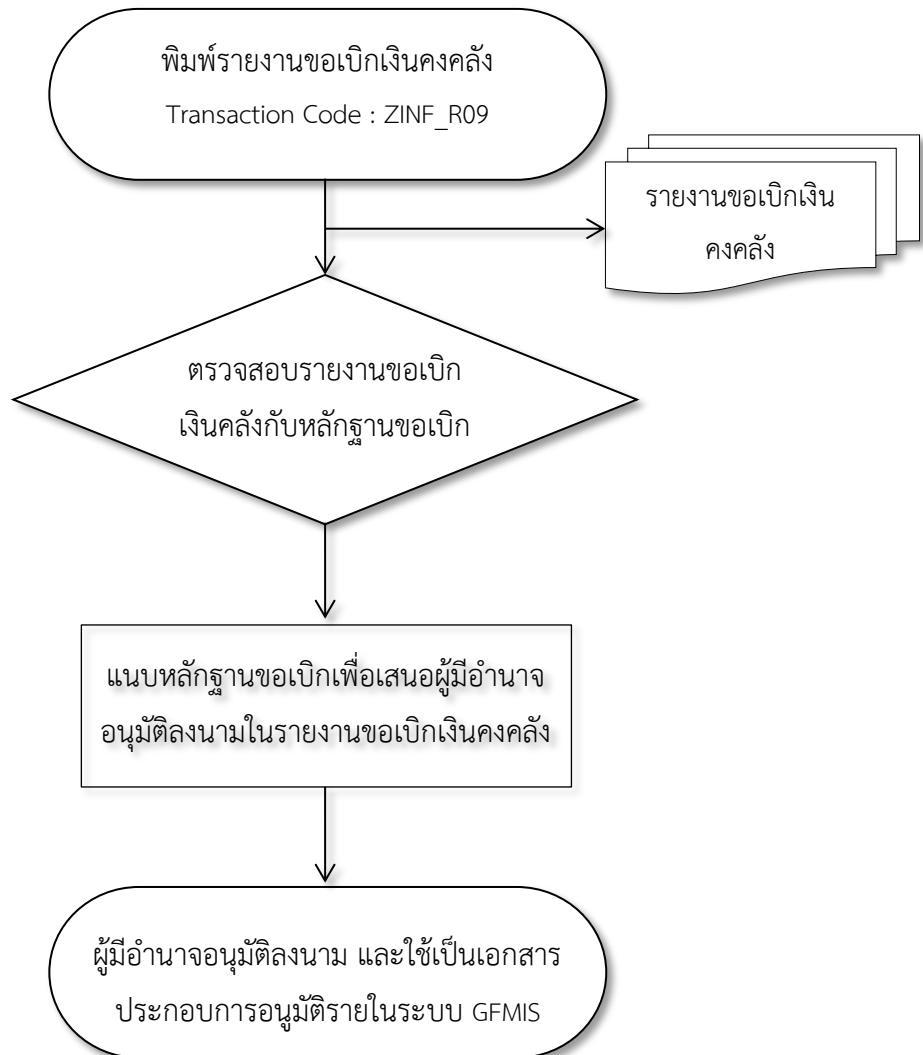 พิมพ์รายงานขอเบิกเงินคงคลัง
Transaction Code : ZINF_R09
รายงานขอเบิกเงิน
คงคลัง
ตรวจสอบรายงานขอเบิก
เงินคลังกับหลักฐานขอเบิก
แนบหลักฐานขอเบิกเพื่อเสนอผู้มีอำนาจ
อนุมัติลงนามในรายงานขอเบิกเงินคงคลัง
ผู้มีอำนาจอนุมัติลงนาม และใช้เป็นเอกสาร
ประกอบการอนูมัติรายในระบบ GFMIS